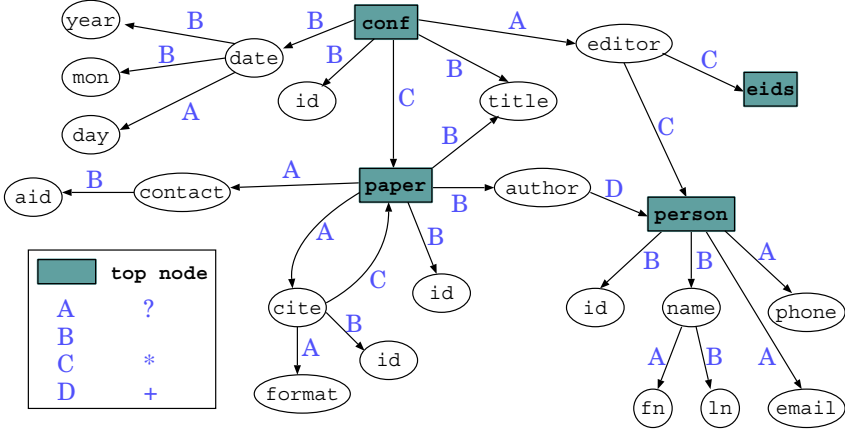 year
B
B
conf
A
editor
B
date
B
B
C
mon
id
C
title
eids
A
C
day
B
paper
A
B
aid
contact
B
author
D
person
top node
A
C
B
B
B
A
A ?
cite
id
id
name
phone
B
B
C *
A
id
A
B
A
D +
format
fn
ln
email